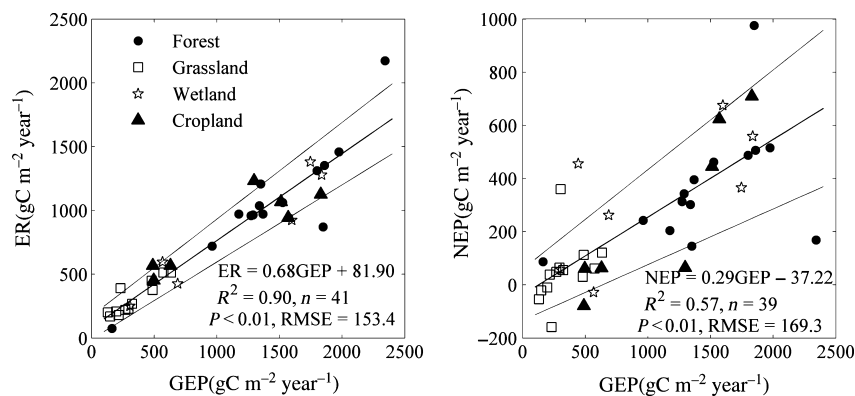 2500
2000
1500
1000
500
0
ER(gC m⁻² year⁻¹)
Forest
Grassland
Wetland
Cropland
ER = 0.68GEP + 81.90
R² = 0.90, n = 41
P < 0.01, RMSE = 153.4
0 500 1000 1500 2000 2500
GEP(gC m⁻² year⁻¹)
1000
800
600
400
200
0
−200
NEP(gC m⁻² year⁻¹)
NEP = 0.29GEP − 37.22
R² = 0.57, n = 39
P < 0.01, RMSE = 169.3
0 500 1000 1500 2000 2500
GEP(gC m⁻² year⁻¹)